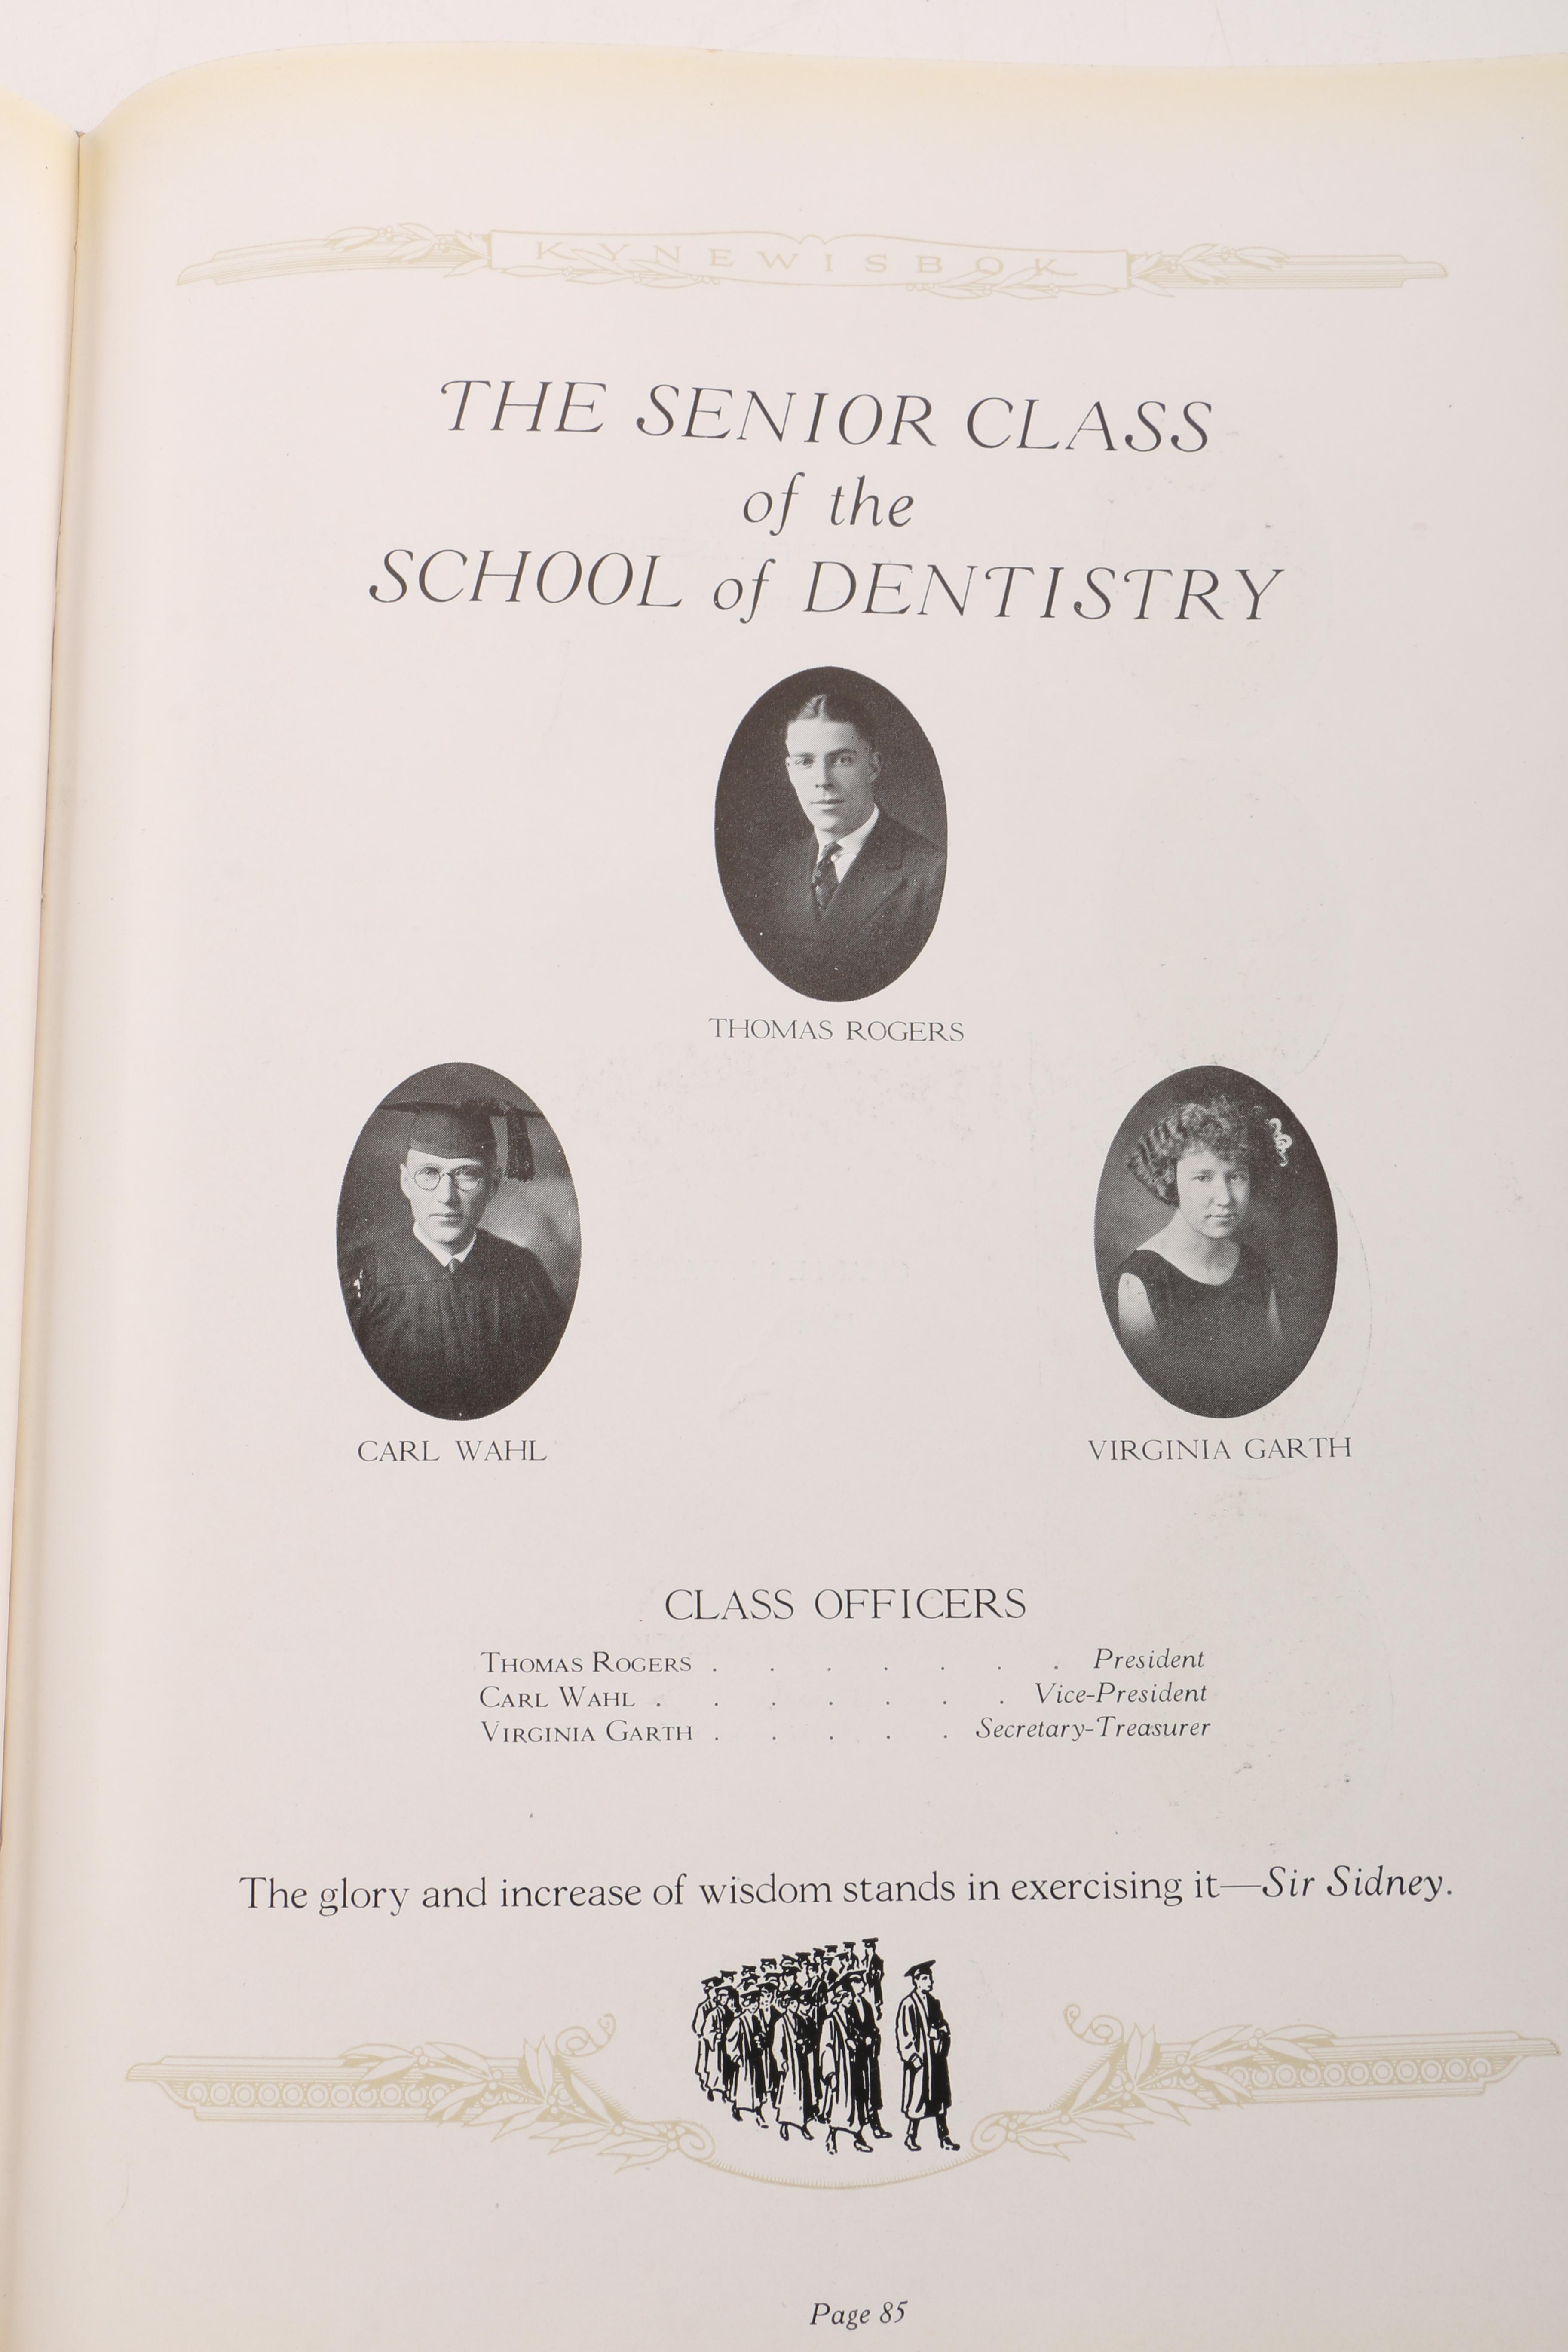 KYNEWISBOK
THE SENIOR CLASS
of the
SCHOOL of DENTISTRY
THOMAS ROGERS
CARL WAHL
VIRGINIA GARTH
CLASS OFFICERS
THOMAS ROGERS . . . . . . . President
CARL WAHL . . . . . . . Vice-President
VIRGINIA GARTH . . . . . Secretary-Treasurer
The glory and increase of wisdom stands in exercising it—Sir Sidney.
Page 85